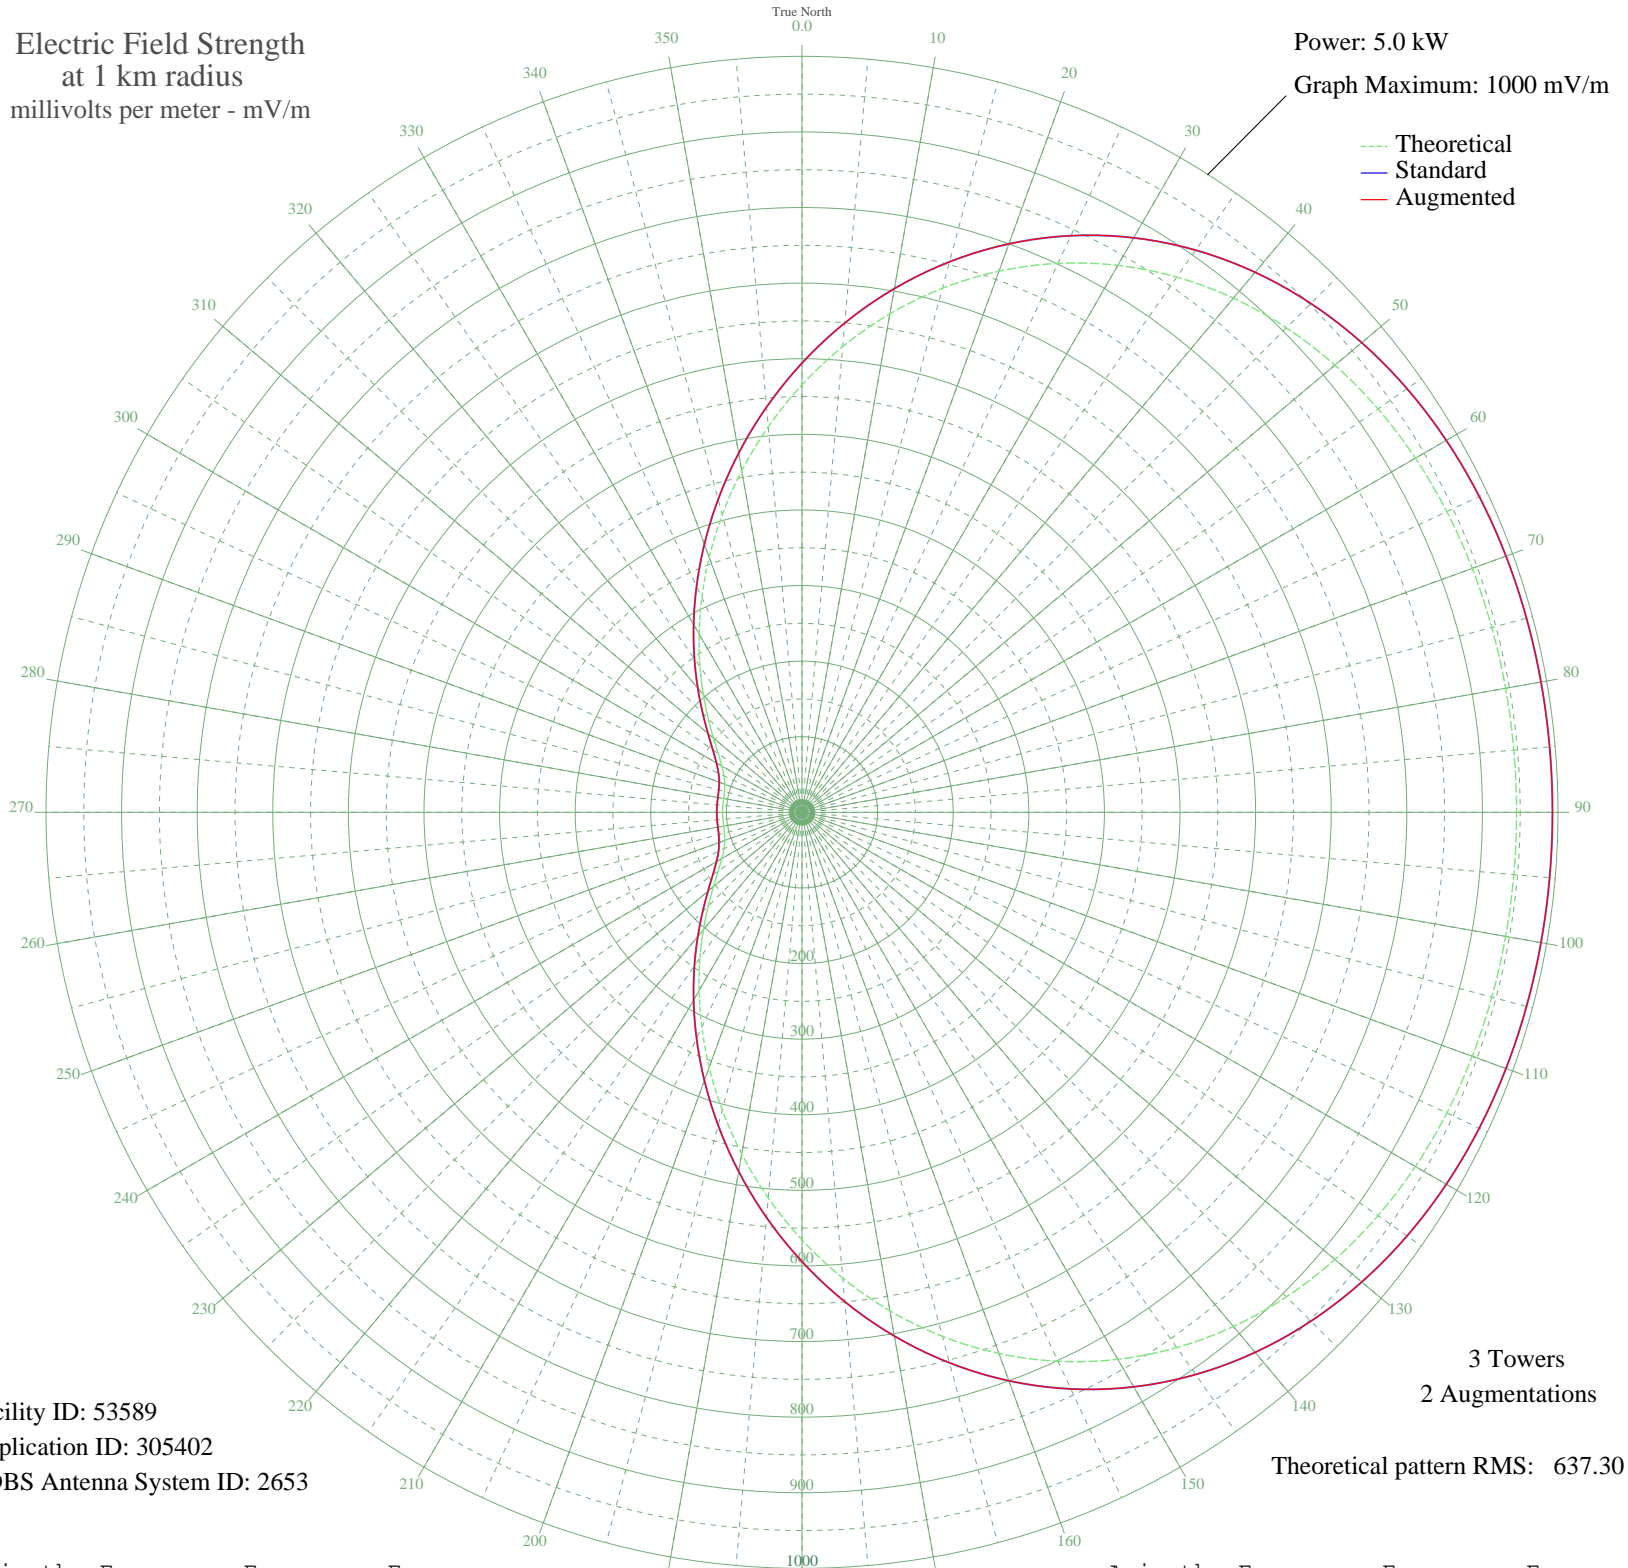 True North
0.0
Electric Field Strength
at 1 km radius
millivolts per meter - mV/m
Power: 5.0 kW
Graph Maximum: 1000 mV/m
Theoretical
Standard
Augmented
350
10
340
20
330
30
320
40
310
50
300
60
290
70
280
80
270
90
260
100
250
110
240
120
230
130
220
140
210
150
200
160
200
300
400
500
600
700
800
900
1000
3 Towers
2 Augmentations
Theoretical pattern RMS: 637.30
cility ID: 53589
plication ID: 305402
DBS Antenna System ID: 2653